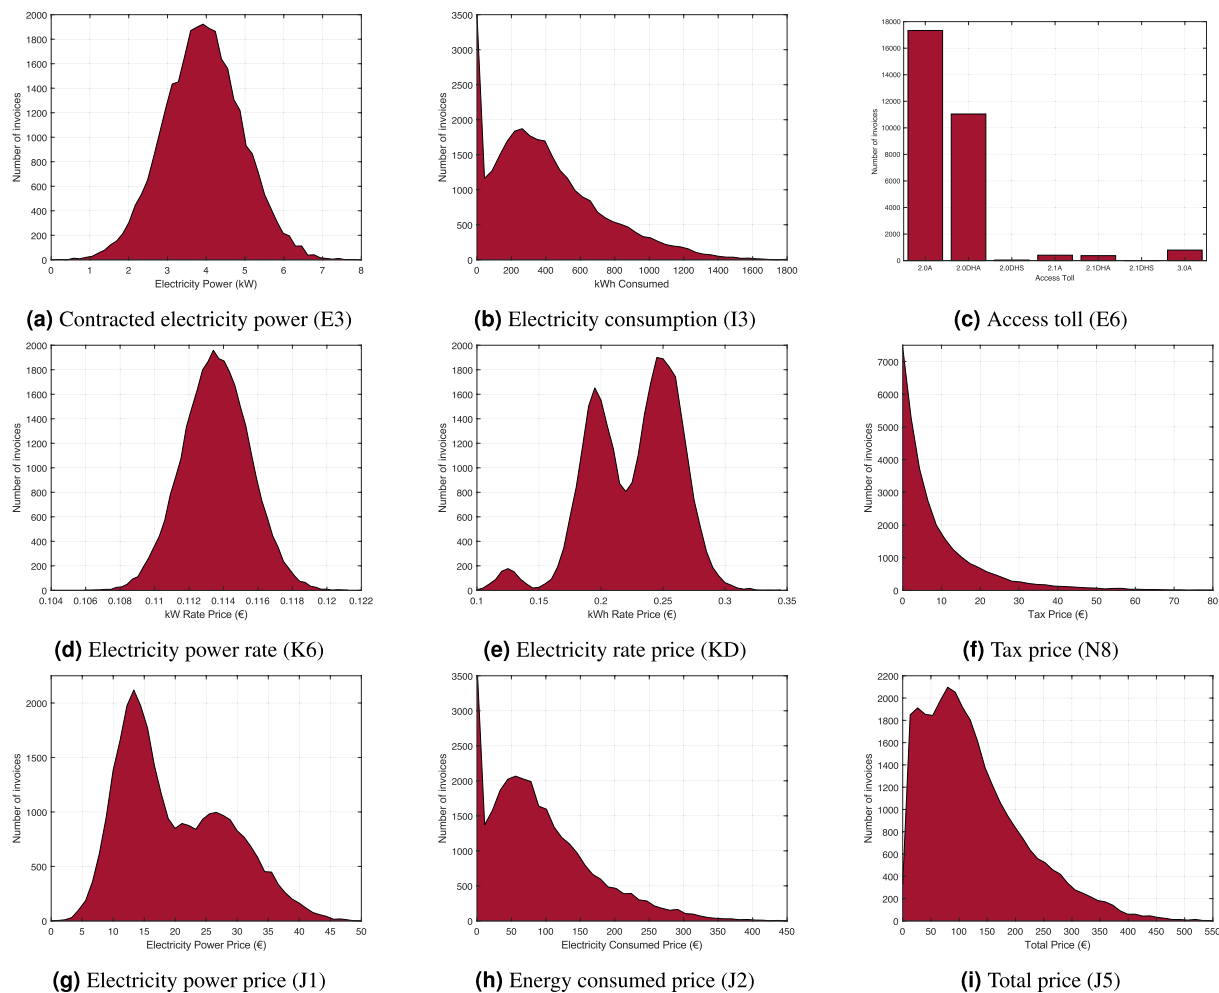 2000
1800
1600
1400
1200
1000
800
600
400
200
0
Number of invoices
0 1 2 3 4 5 6 7 8
Electricity Power (kW)
(a) Contracted electricity power (E3)
3500
3000
2500
2000
1500
1000
500
0
Number of invoices
0 200 400 600 800 1000 1200 1400 1600 1800
kWh Consumed
(b) Electricity consumption (I3)
18000
16000
14000
12000
10000
8000
6000
4000
2000
0
Number of invoices
2.0A 2.0DHA 2.0DHS 2.1A 2.1DHA 2.1DHS 3.0A
Access Toll
(c) Access toll (E6)
2000
1800
1600
1400
1200
1000
800
600
400
200
0
Number of invoices
0.104 0.106 0.108 0.11 0.112 0.114 0.116 0.118 0.12 0.122
kW Rate Price (€)
(d) Electricity power rate (K6)
2000
1800
1600
1400
1200
1000
800
600
400
200
0
Number of invoices
0.1 0.15 0.2 0.25 0.3 0.35
kWh Rate Price (€)
(e) Electricity rate price (KD)
7000
6000
5000
4000
3000
2000
1000
0
Number of invoices
0 10 20 30 40 50 60 70 80
Tax Price (€)
(f) Tax price (N8)
2000
1500
1000
500
0
Number of invoices
0 5 10 15 20 25 30 35 40 45 50
Electricity Power Price (€)
(g) Electricity power price (J1)
3500
3000
2500
2000
1500
1000
500
0
Number of invoices
0 50 100 150 200 250 300 350 400 450
Electricity Consumed Price (€)
(h) Energy consumed price (J2)
2200
2000
1800
1600
1400
1200
1000
800
600
400
200
0
Number of invoices
0 50 100 150 200 250 300 350 400 450 500 550
Total Price (€)
(i) Total price (J5)